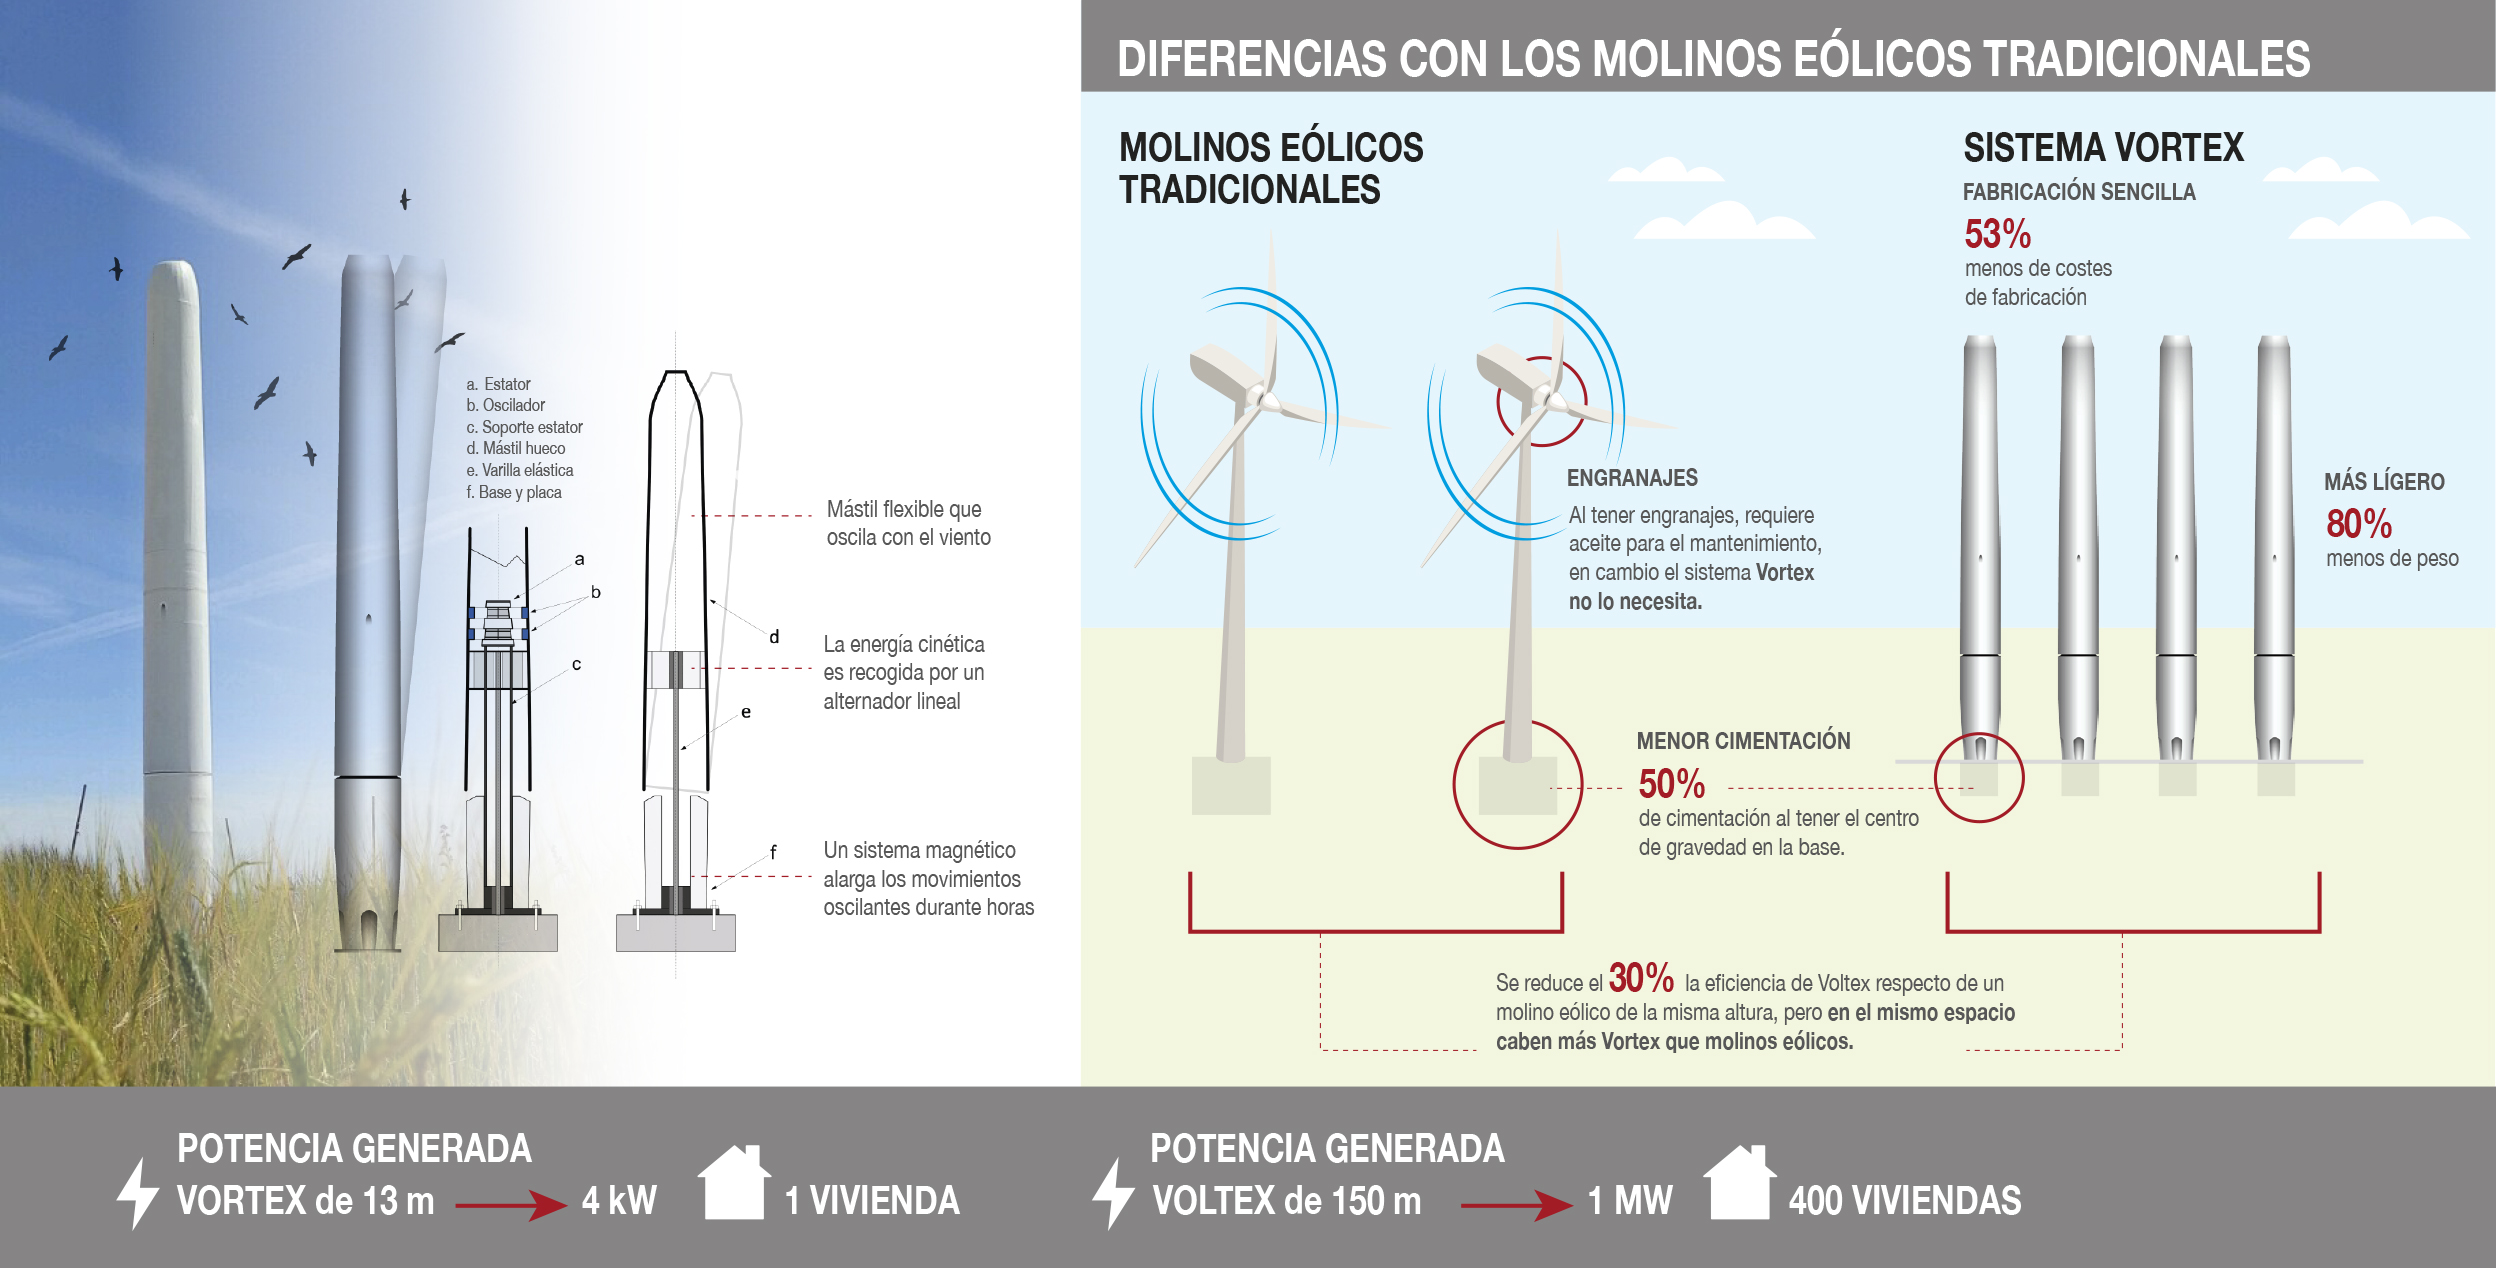 DIFERENCIAS CON LOS MOLINOS EÓLICOS TRADICIONALES
a. Estator
b. Oscilador
c. Soporte estator
d. Mástil hueco
e. Varilla elástica
f. Base y placa
a
b
c
d
e
f
Mástil flexible que
oscila con el viento
La energía cinética
es recogida por un
alternador lineal
Un sistema magnético
alarga los movimientos
oscilantes durante horas
MOLINOS EÓLICOS
TRADICIONALES
ENGRANAJES
Al tener engranajes, requiere
aceite para el mantenimiento,
en cambio el sistema Vortex
no lo necesita.
SISTEMA VORTEX
FABRICACIÓN SENCILLA
53%
menos de costes
de fabricación
MÁS LÍGERO
80%
menos de peso
MENOR CIMENTACIÓN
50%
de cimentación al tener el centro
de gravedad en la base.
Se reduce el 30% la eficiencia de Voltex respecto de un
molino eólico de la misma altura, pero en el mismo espacio
caben más Vortex que molinos eólicos.
POTENCIA GENERADA
VORTEX de 13 m 4 kW 1 VIVIENDA
POTENCIA GENERADA
VOLTEX de 150 m 1 MW 400 VIVIENDAS